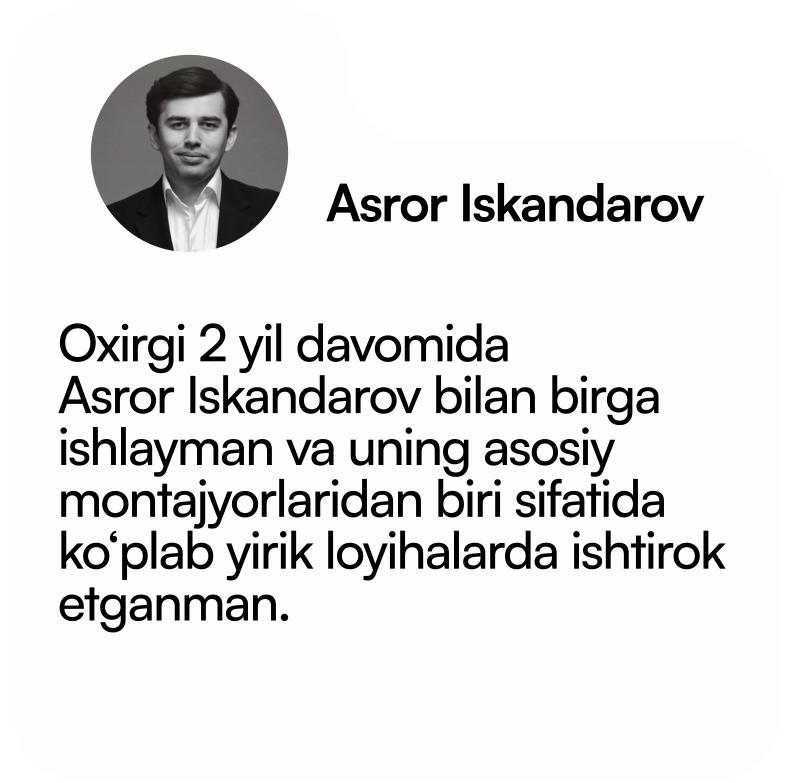 Asror Iskandarov
Oxirgi 2 yil davomida
Asror Iskandarov bilan birga
ishlayman va uning asosiy
montajyorlaridan biri sifatida
ko‘plab yirik loyihalarda ishtirok
etganman.